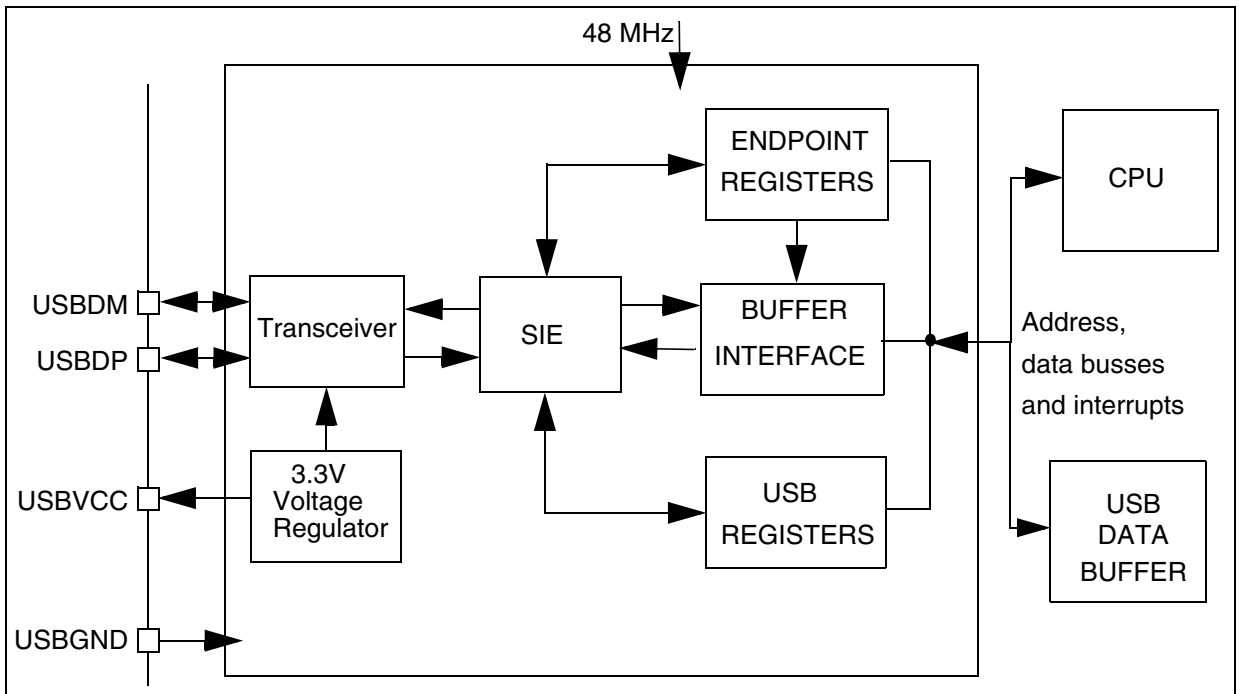 48 MHz
ENDPOINT
REGISTERS
CPU
USBDM
Transceiver
SIE
BUFFER
INTERFACE
USBDP
Address,
data busses
and interrupts
3.3V
Voltage
Regulator
USBVCC
USB
REGISTERS
USB
DATA
BUFFER
USBGND